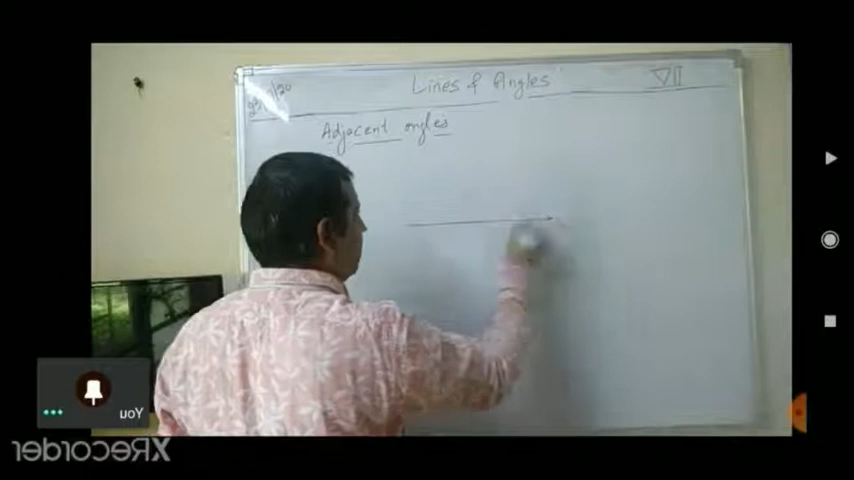 Lines & Angles
VII
Adjacent angles
You
XRecorder